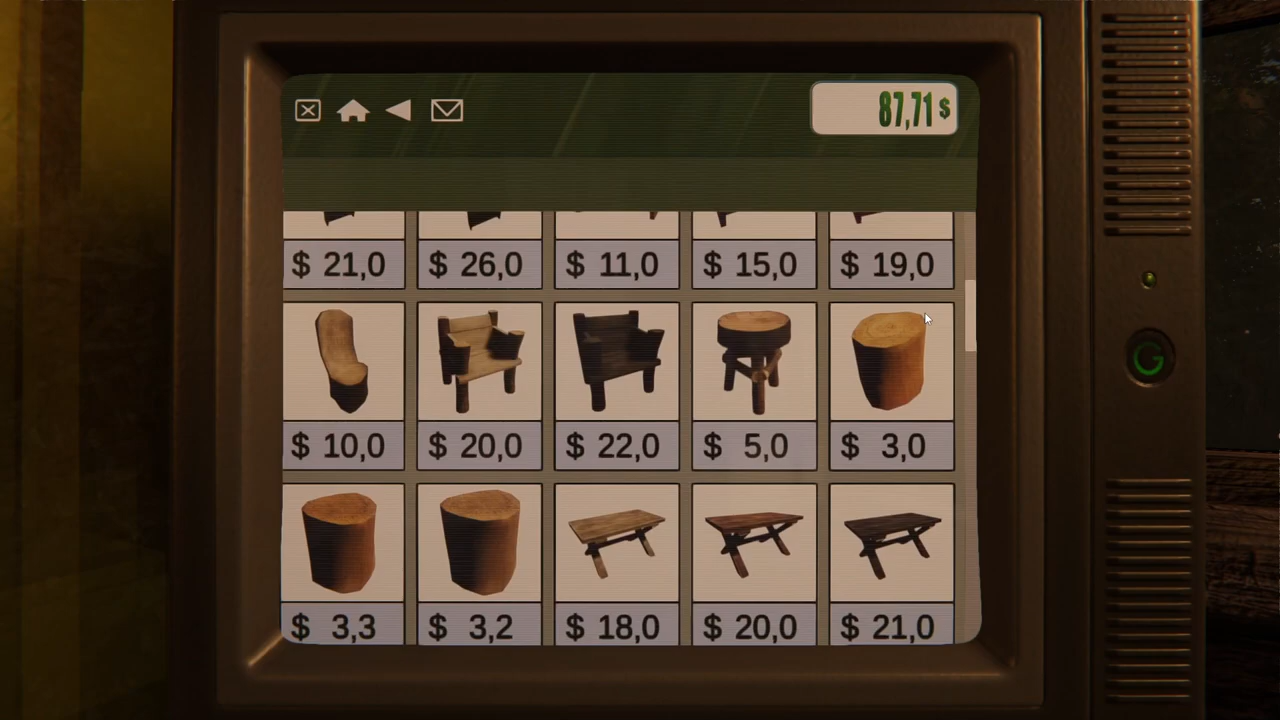 87,71 $
$ 21,0 $ 26,0 $ 11,0 $ 15,0 $ 19,0
$ 10,0 $ 20,0 $ 22,0 $ 5,0 $ 3,0
$ 3,3 $ 3,2 $ 18,0 $ 20,0 $ 21,0
G